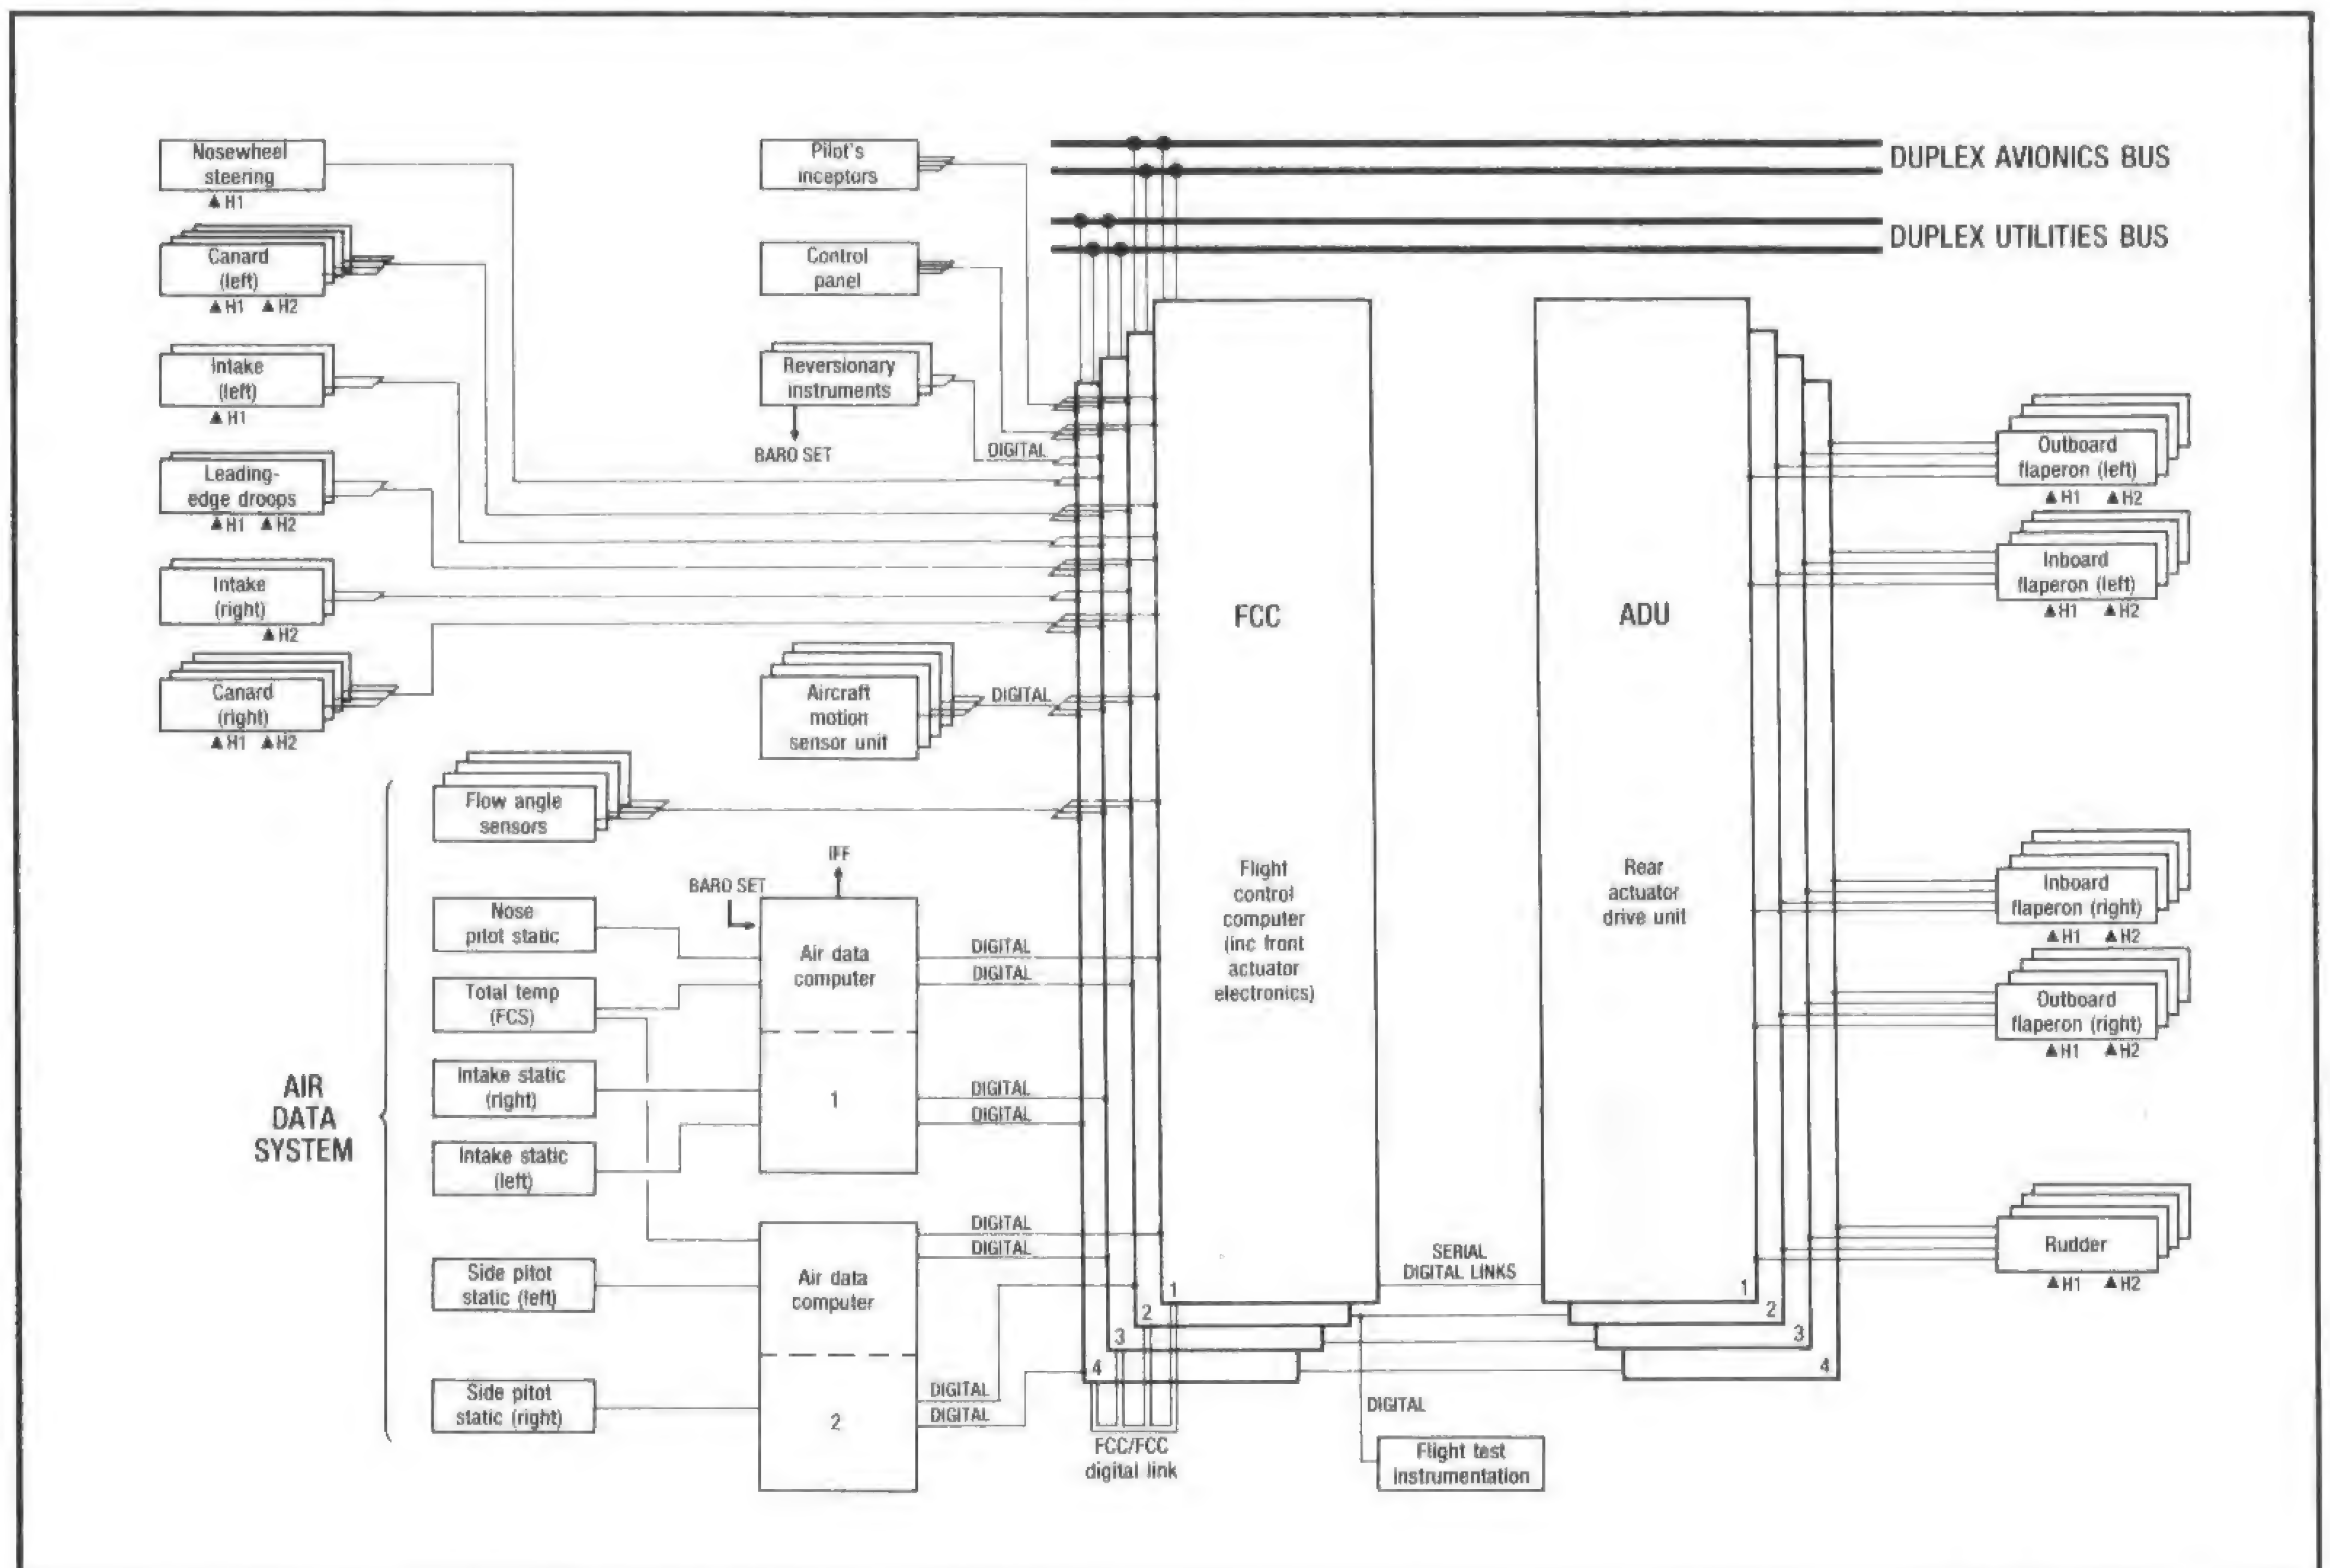 DUPLEX AVIONICS BUS
DUPLEX UTILITIES BUS
Nosewheel
steering
▲H1
Canard
(left)
▲H1 ▲H2
Intake
(left)
▲H1
Leading-
edge droops
▲H1 ▲H2
Intake
(right)
▲H2
Canard
(right)
▲H1 ▲H2
Pilot's
inceptors
Control
panel
Reversionary
instruments
BARO SET
DIGITAL
Aircraft
motion
sensor unit
DIGITAL
AIR
DATA
SYSTEM
Flow angle
sensors
Nose
pitot static
Total temp
(FCS)
Intake static
(right)
Intake static
(left)
Side pitot
static (left)
Side pitot
static (right)
IFF
BARO SET
Air data
computer
1
DIGITAL
DIGITAL
DIGITAL
DIGITAL
Air data
computer
2
DIGITAL
DIGITAL
DIGITAL
DIGITAL
FCC
Flight
control
computer
(inc front
actuator
electronics)
1
2
3
4
FCC/FCC
digital link
SERIAL
DIGITAL LINKS
DIGITAL
Flight test
instrumentation
ADU
Rear
actuator
drive unit
1
2
3
4
Outboard
flaperon (left)
▲H1 ▲H2
Inboard
flaperon (left)
▲H1 ▲H2
Inboard
flaperon (right)
▲H1 ▲H2
Outboard
flaperon (right)
▲H1 ▲H2
Rudder
▲H1 ▲H2